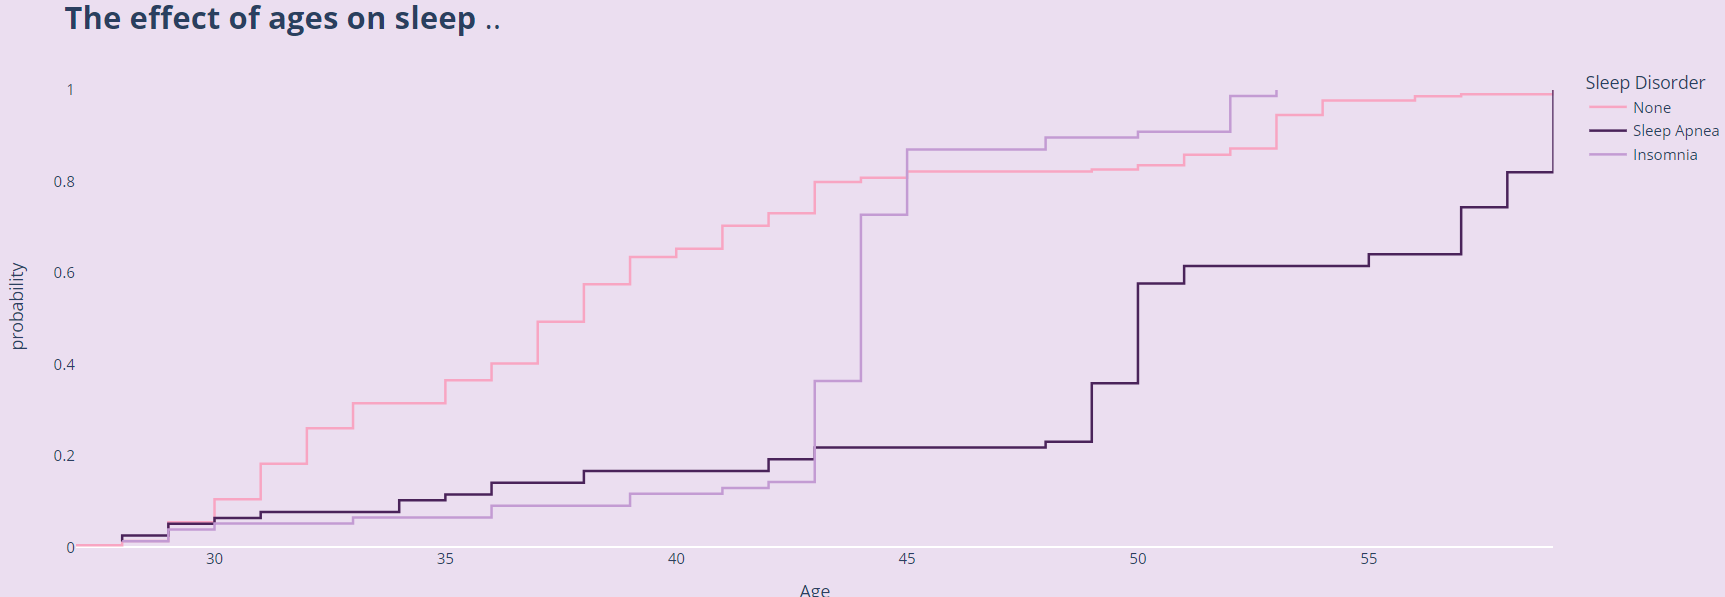 The effect of ages on sleep ..
Sleep Disorder
None
Sleep Apnea
Insomnia
1
0.8
0.6
0.4
0.2
0
probability
30 35 40 45 50 55
Age